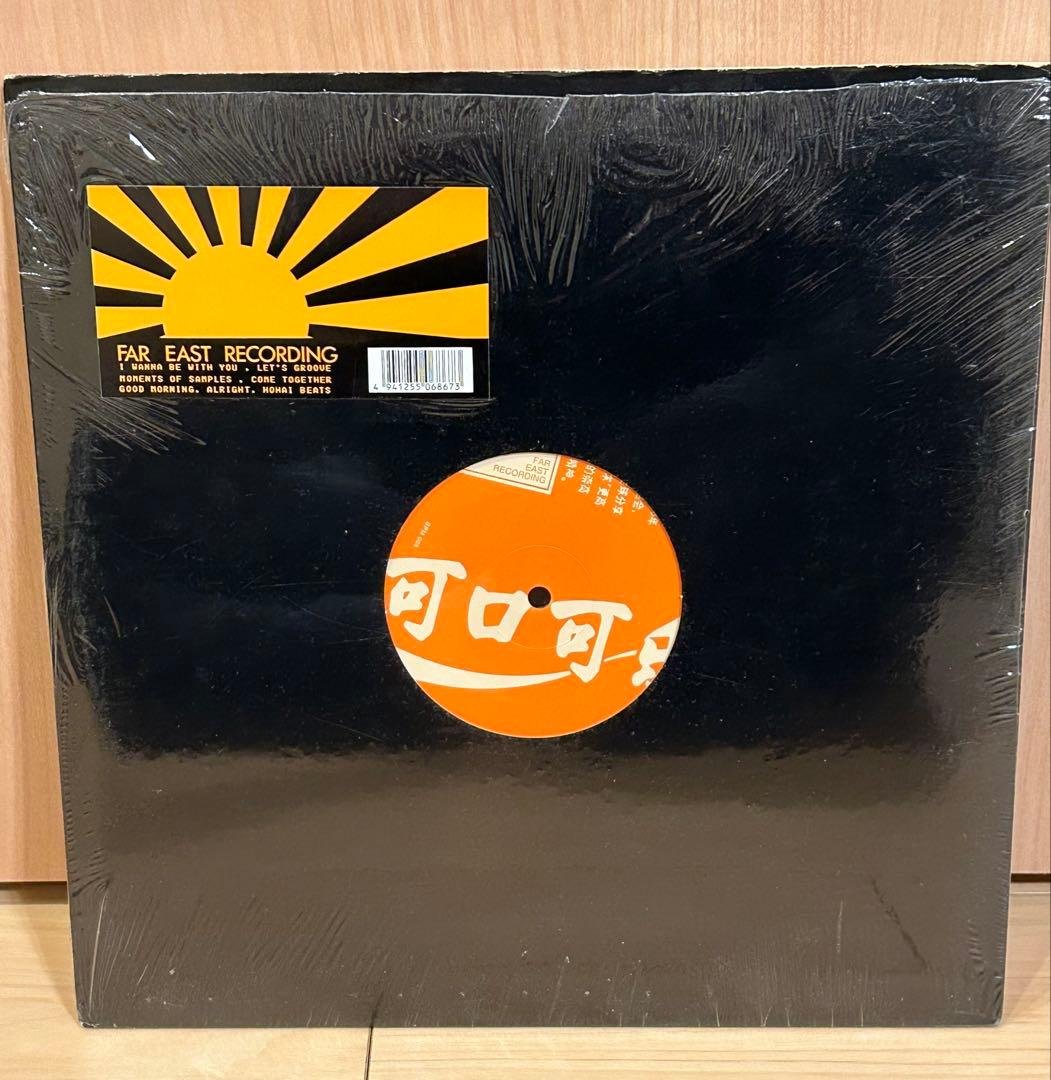 FAR EAST RECORDING
I WANNA BE WITH YOU . LET'S GROOVE
MOMENTS OF SAMPLES . COME TOGETHER
GOOD MORNING. ALRIGHT. HOHAI BEATS
4 941255 068673
FAR
EAST
RECORDING
可口可